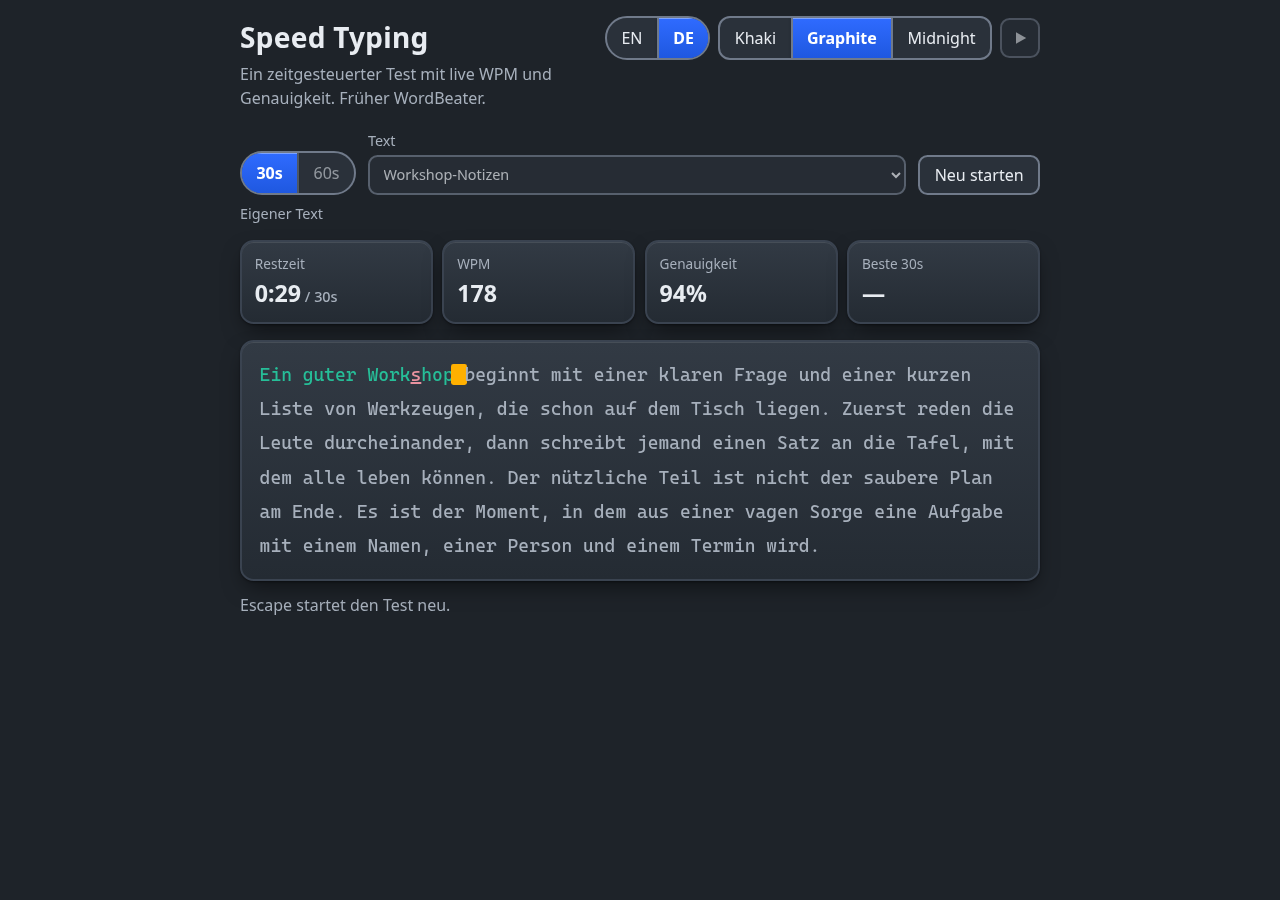 Speed Typing
EN DE
Khaki Graphite Midnight
Ein zeitgesteuerter Test mit live WPM und
Genauigkeit. Früher WordBeater.
30s 60s
Text
Workshop-Notizen
Neu starten
Eigener Text
Restzeit
0:29 / 30s
WPM
178
Genauigkeit
94%
Beste 30s
—
Ein guter Workshop beginnt mit einer klaren Frage und einer kurzen
Liste von Werkzeugen, die schon auf dem Tisch liegen. Zuerst reden die
Leute durcheinander, dann schreibt jemand einen Satz an die Tafel, mit
dem alle leben können. Der nützliche Teil ist nicht der saubere Plan
am Ende. Es ist der Moment, in dem aus einer vagen Sorge eine Aufgabe
mit einem Namen, einer Person und einem Termin wird.
Escape startet den Test neu.